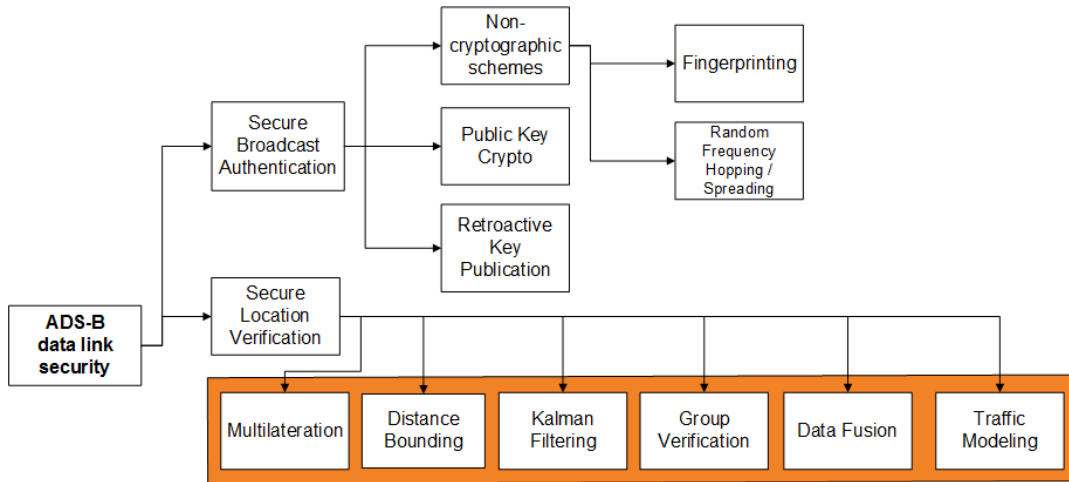 Non-
cryptographic
schemes
Fingerprinting
Secure
Broadcast
Authentication
Public Key
Crypto
Random
Frequency
Hopping /
Spreading
Retroactive
Key
Publication
Secure
Location
Verification
ADS-B
data link
security
Multilateration
Distance
Bounding
Kalman
Filtering
Group
Verification
Data Fusion
Traffic
Modeling